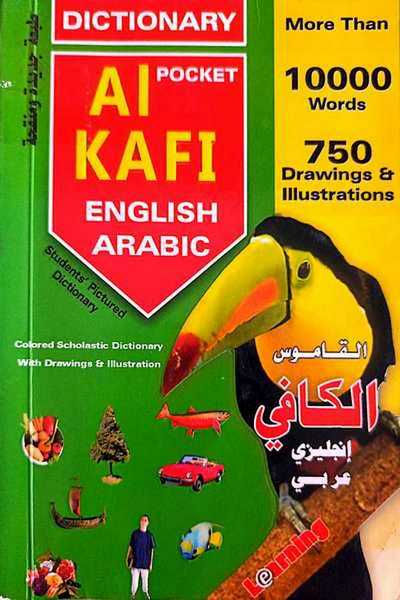 طبعة جديدة ومنقحة
DICTIONARY
POCKET
Al
KAFI
ENGLISH
ARABIC
More Than
10000
Words
750
Drawings &
Illustrations
Students' Pictured
Dictionary
Colored Scholastic Dictionary
With Drawings & Illustration
القاموس
الكافي
إنجليزي
عربي
Learning